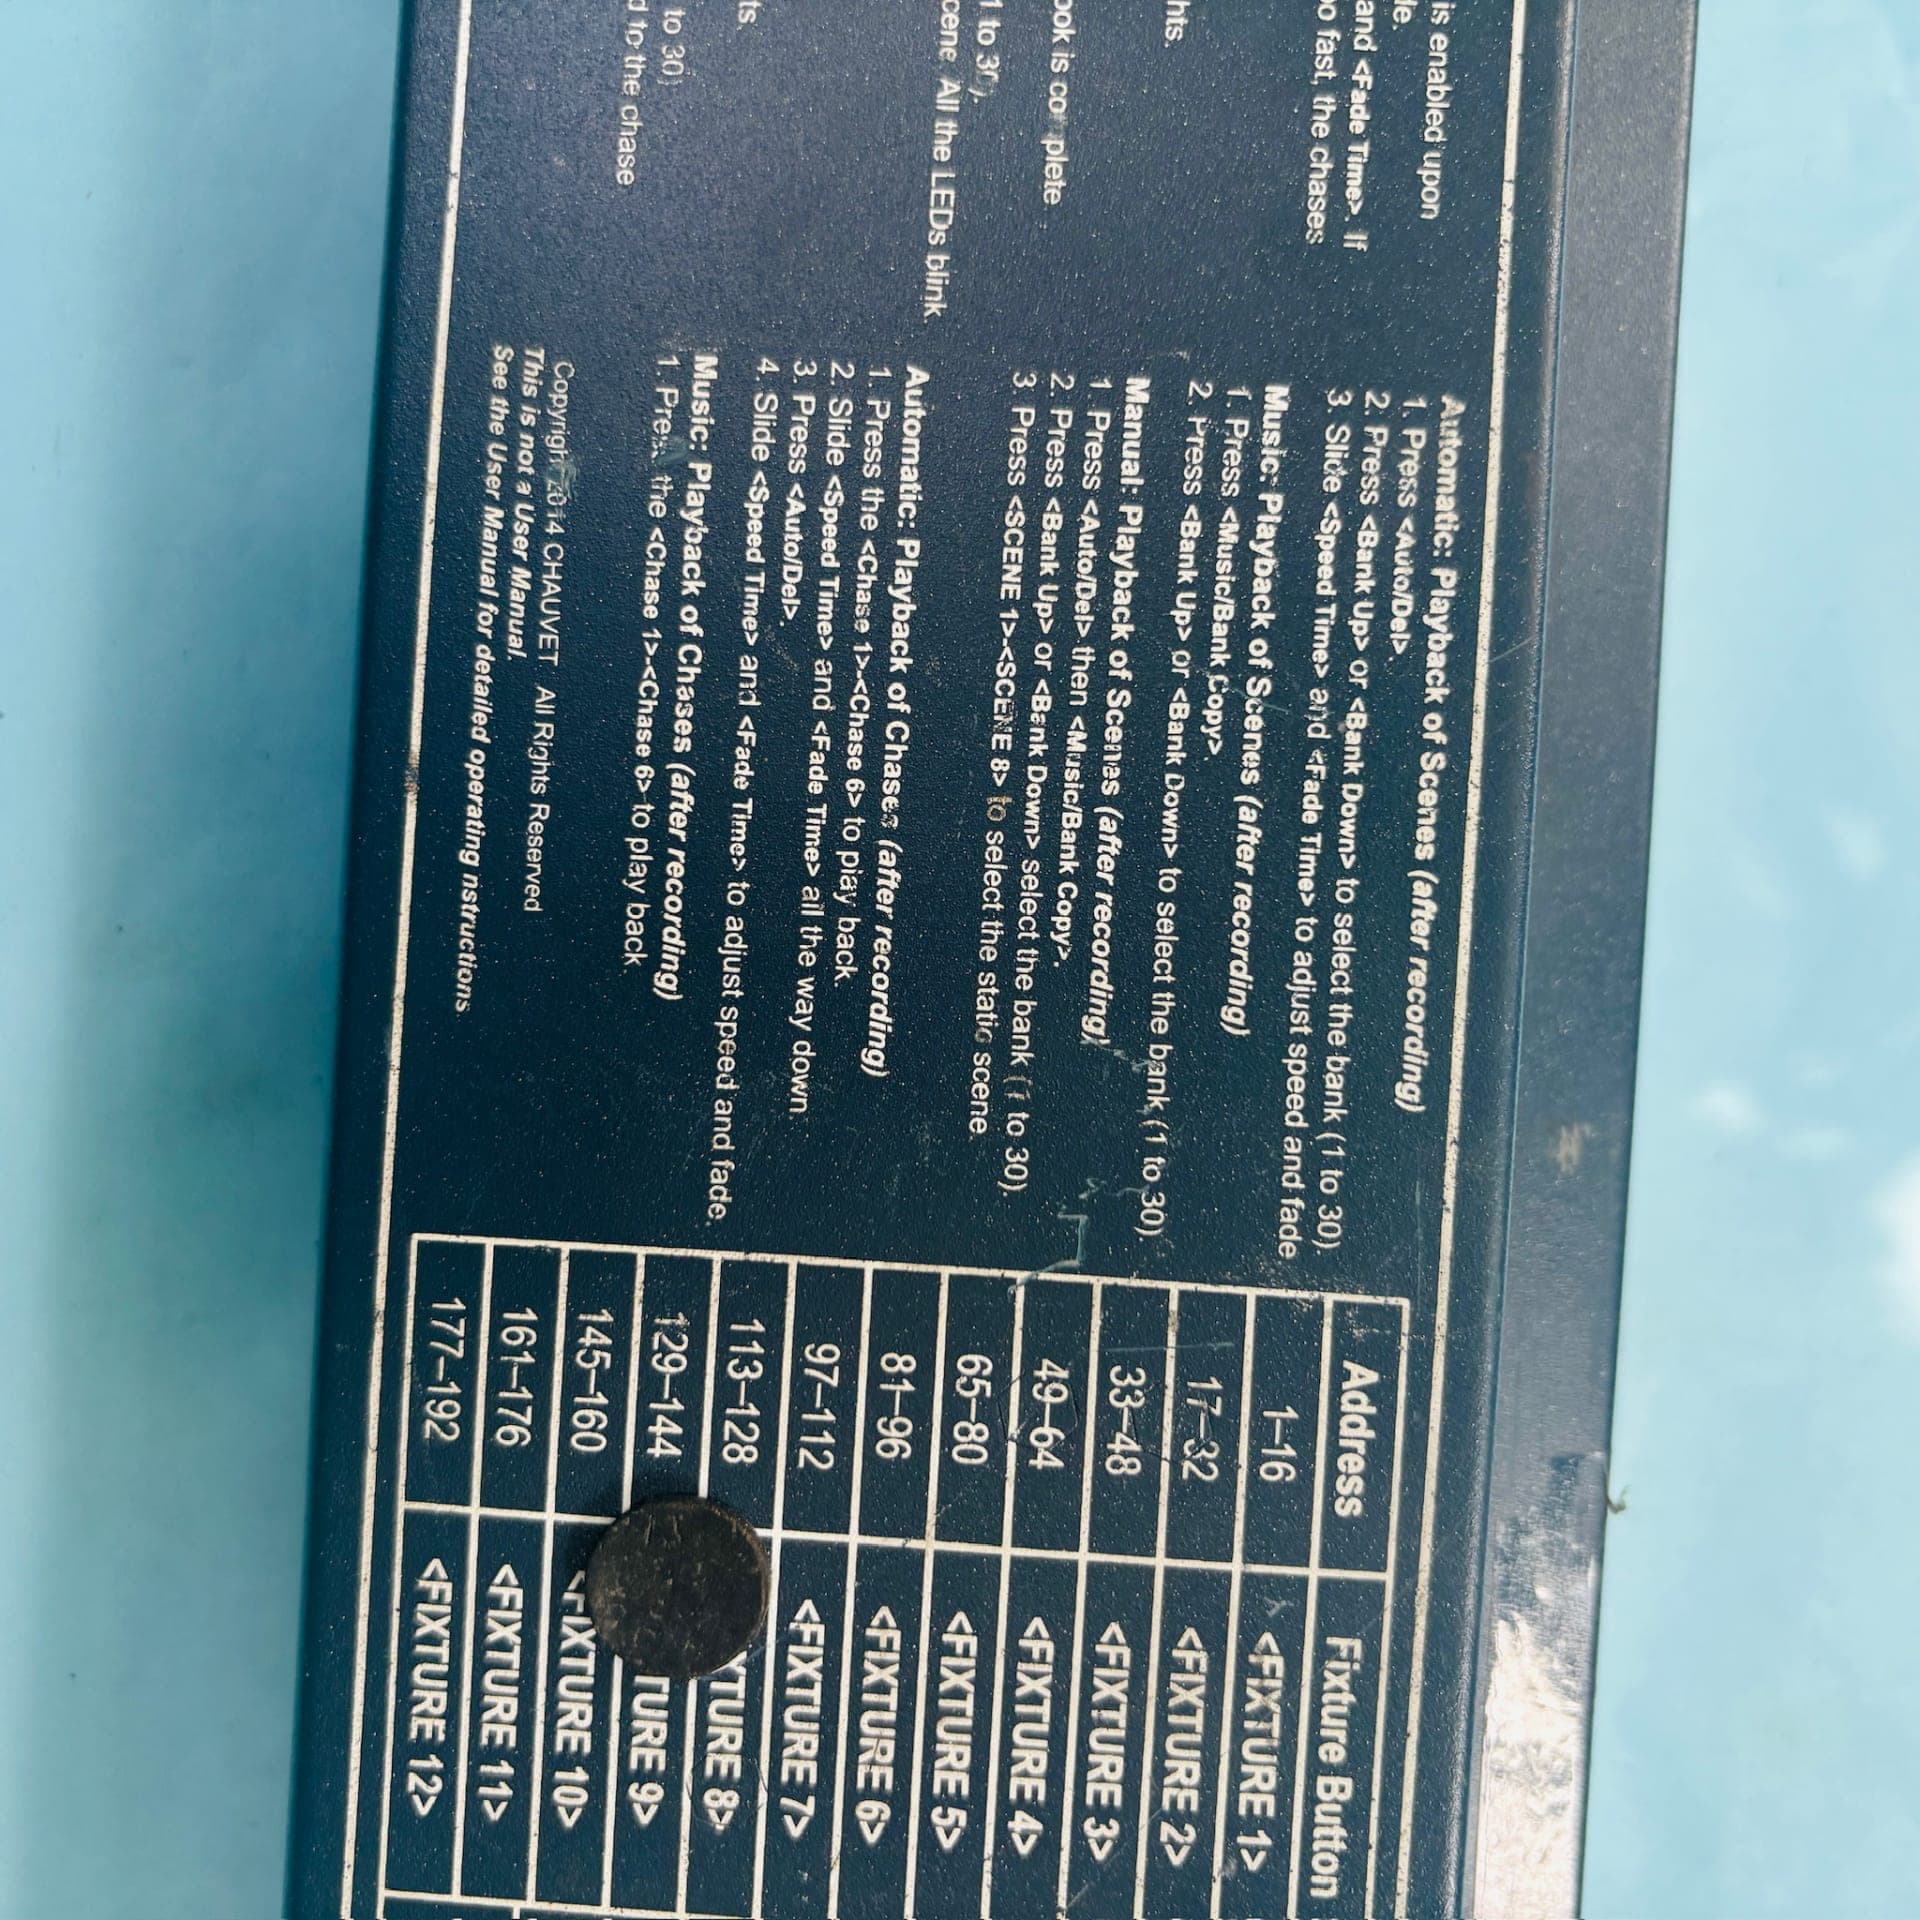 is enabled upon
and <Fade Time>. If
oo fast, the chases
hts.
ook is complete
1 to 30).
cene. All the LEDs blink
ts.
to 30)
d to the chase
Automatic: Playback of Scenes (after recording)
1. Press <Auto/Del>.
2. Press <Bank Up> or <Bank Down> to select the bank (1 to 30).
3. Slide <Speed Time> and <Fade Time> to adjust speed and fade
Music: Playback of Scenes (after recording)
1. Press <Music/Bank Copy>.
2. Press <Bank Up> or <Bank Down> to select the bank (1 to 30)
Manual: Playback of Scenes (after recording)
1 Press <Auto/Del> then <Music/Bank Copy>.
2. Press <Bank Up> or <Bank Down> select the bank (1 to 30).
3 Press <SCENE 1>-<SCENE 8> to select the static scene
Automatic: Playback of Chases (after recording)
1. Press the <Chase 1>-<Chase 6> to play back.
2. Slide <Speed Time> and <Fade Time> all the way down
3. Press <Auto/Del>.
4. Slide <Speed Time> and <Fade Time> to adjust speed and fade.
Music: Playback of Chases (after recording)
1 Press the <Chase 1>-<Chase 6> to play back.
Copyright 2014 CHAUVET All Rights Reserved
This is not a User Manual.
See the User Manual for detailed operating nstructions
Address Fixture Button
1–16 <FIXTURE 1>
17–32 <FIXTURE 2>
33–48 <FIXTURE 3>
49–64 <FIXTURE 4>
65–80 <FIXTURE 5>
81–96 <FIXTURE 6>
97–112 <FIXTURE 7>
113–128 TURE 8>
129–144 TURE 9>
145–160 <FIXTURE 10>
161–176 <FIXTURE 11>
177–192 <FIXTURE 12>